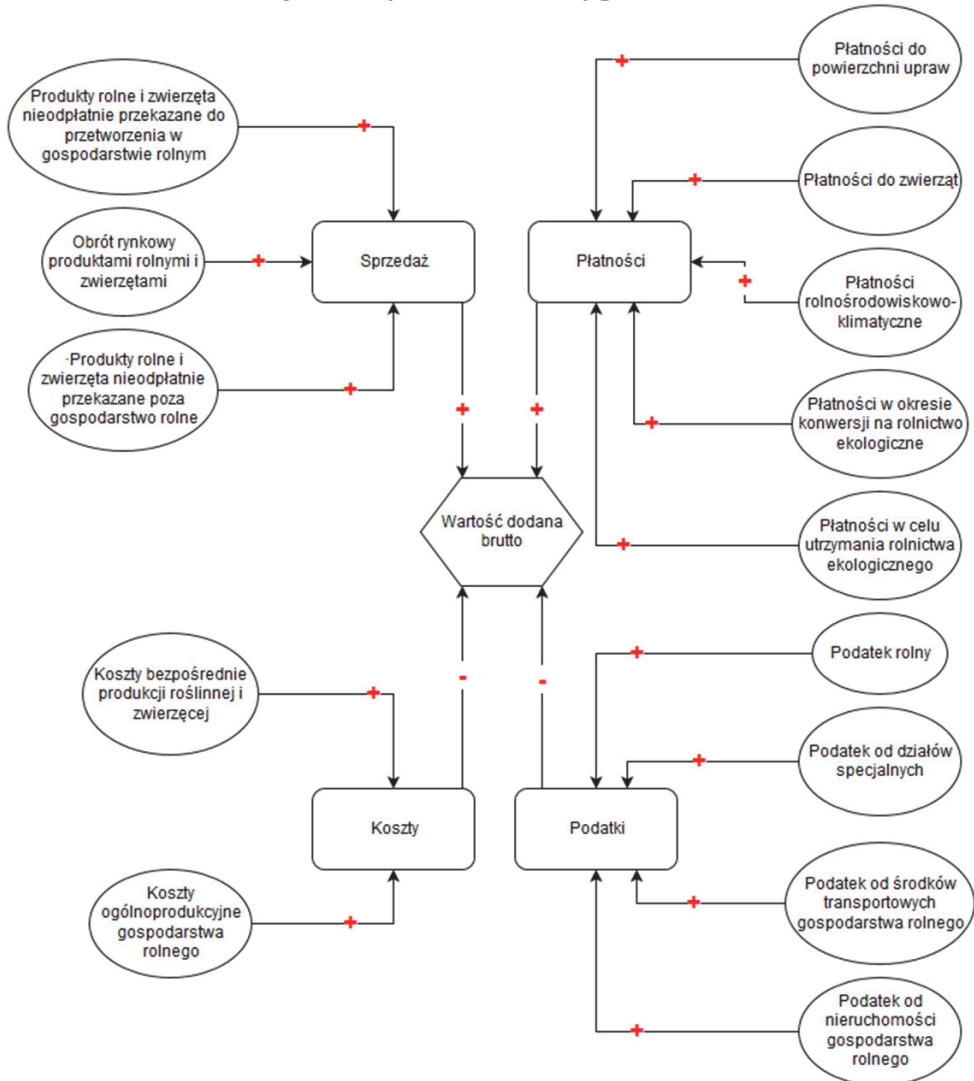 Płatności do
powierzchni upraw
Produkty rolne i zwierzęta
nieodpłatnie przekazane do
przetworzenia w
gospodarstwie rolnym
+
+
Płatności do zwierząt
+
Obrót rynkowy
produktami rolnymi i
zwierzętami
+
Sprzedaż
Płatności
+
Płatności
rolnośrodowiskowo-
klimatyczne
·Produkty rolne i
zwierzęta nieodpłatnie
przekazane poza
gospodarstwo rolne
+
+
+
Płatności w okresie
konwersji na rolnictwo
ekologiczne
+
Wartość dodana
brutto
Płatności w celu
utrzymania rolnictwa
ekologicznego
+
Koszty bezpośrednie
produkcji roślinnej i
zwierzęcej
+
-
-
Podatek rolny
+
Podatek od działów
specjalnych
+
Koszty
Podatki
Koszty
ogólnoprodukcyjne
gospodarstwa
rolnego
+
Podatek od środków
transportowych
gospodarstwa rolnego
+
Podatek od
nieruchomości
gospodarstwa
rolnego
+